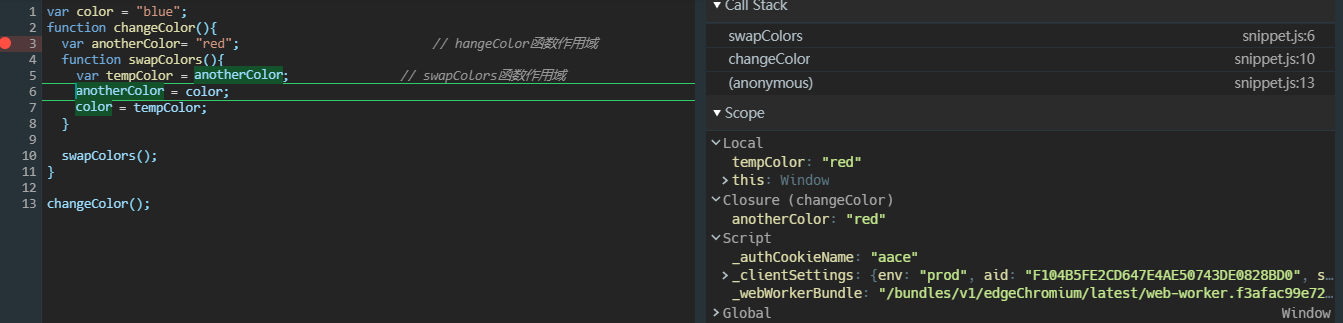 1 var color = "blue";
2 function changeColor(){
3 var anotherColor= "red"; // hangeColor函数作用域
4 function swapColors(){
5 var tempColor = anotherColor; // swapColors函数作用域
6 anotherColor = color;
7 color = tempColor;
8 }
9
10 swapColors();
11 }
12
13 changeColor();
Call Stack
swapColors snippet.js:6
changeColor snippet.js:10
(anonymous) snippet.js:13
Scope
Local
tempColor: "red"
this: Window
Closure (changeColor)
anotherColor: "red"
Script
_authCookieName: "aace"
_clientSettings: {env: "prod", aid: "F104B5FE2CD647E4AE50743DE0828BD0", s…
_webWorkerBundle: "/bundles/v1/edgeChromium/latest/web-worker.f3afac99e72…
Global Window